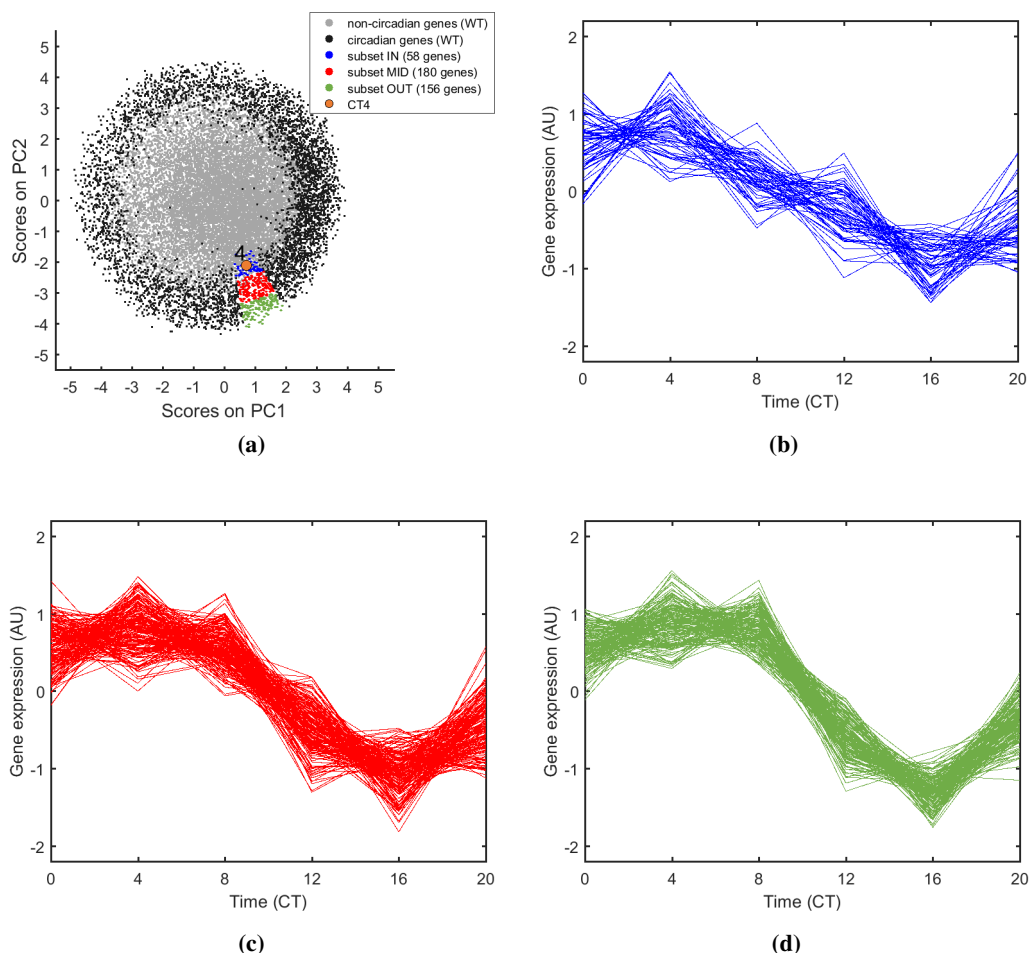 non-circadian genes (WT)
circadian genes (WT)
subset IN (58 genes)
subset MID (180 genes)
subset OUT (156 genes)
CT4
5
4
3
2
1
0
-1
-2
-3
-4
-5
Scores on PC2
4
-5 -4 -3 -2 -1 0 1 2 3 4 5
Scores on PC1
(a)
2
1
0
-1
-2
Gene expression (AU)
0 4 8 12 16 20
Time (CT)
(b)
2
1
0
-1
-2
Gene expression (AU)
0 4 8 12 16 20
Time (CT)
(c)
2
1
0
-1
-2
Gene expression (AU)
0 4 8 12 16 20
Time (CT)
(d)